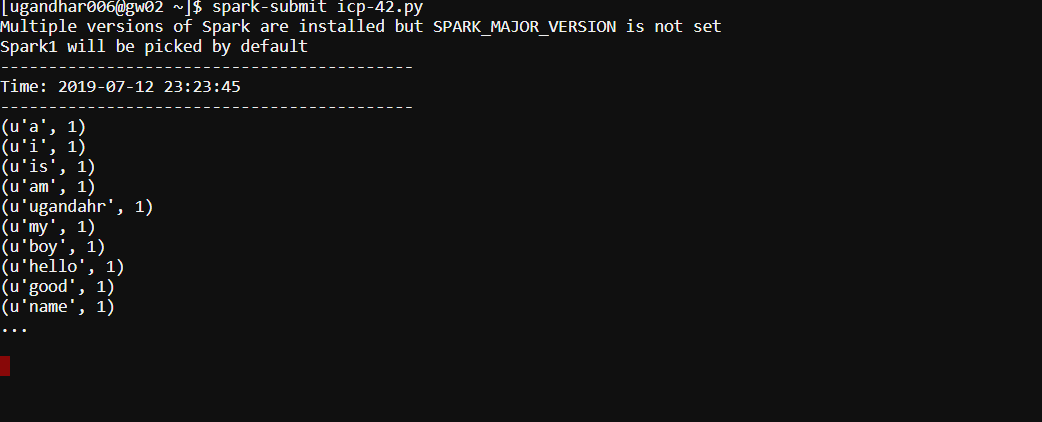 [ugandhar006@gw02 ~]$ spark-submit icp-42.py
Multiple versions of Spark are installed but SPARK_MAJOR_VERSION is not set
Spark1 will be picked by default
-------------------------------------------
Time: 2019-07-12 23:23:45
-------------------------------------------
(u'a', 1)
(u'i', 1)
(u'is', 1)
(u'am', 1)
(u'ugandahr', 1)
(u'my', 1)
(u'boy', 1)
(u'hello', 1)
(u'good', 1)
(u'name', 1)
...